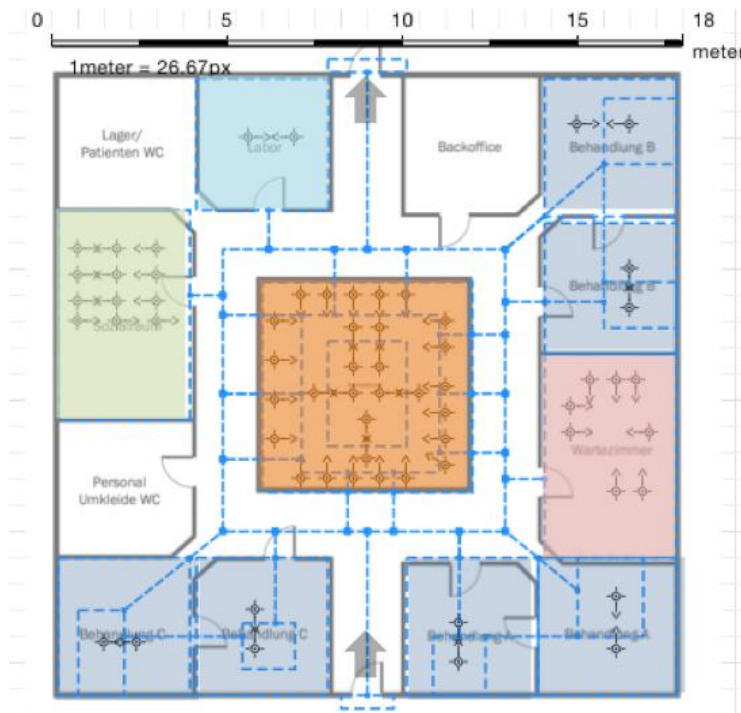 0 5 10 15 18
meter
1meter = 26.67px
Lager/
Patienten WC
Labor
Backoffice
Behandlung B
Behandlung B
Sozialraum
Wartezimmer
Personal
Umkleide WC
Behandlung C
Behandlung C
Behandlung A
Behandlung A